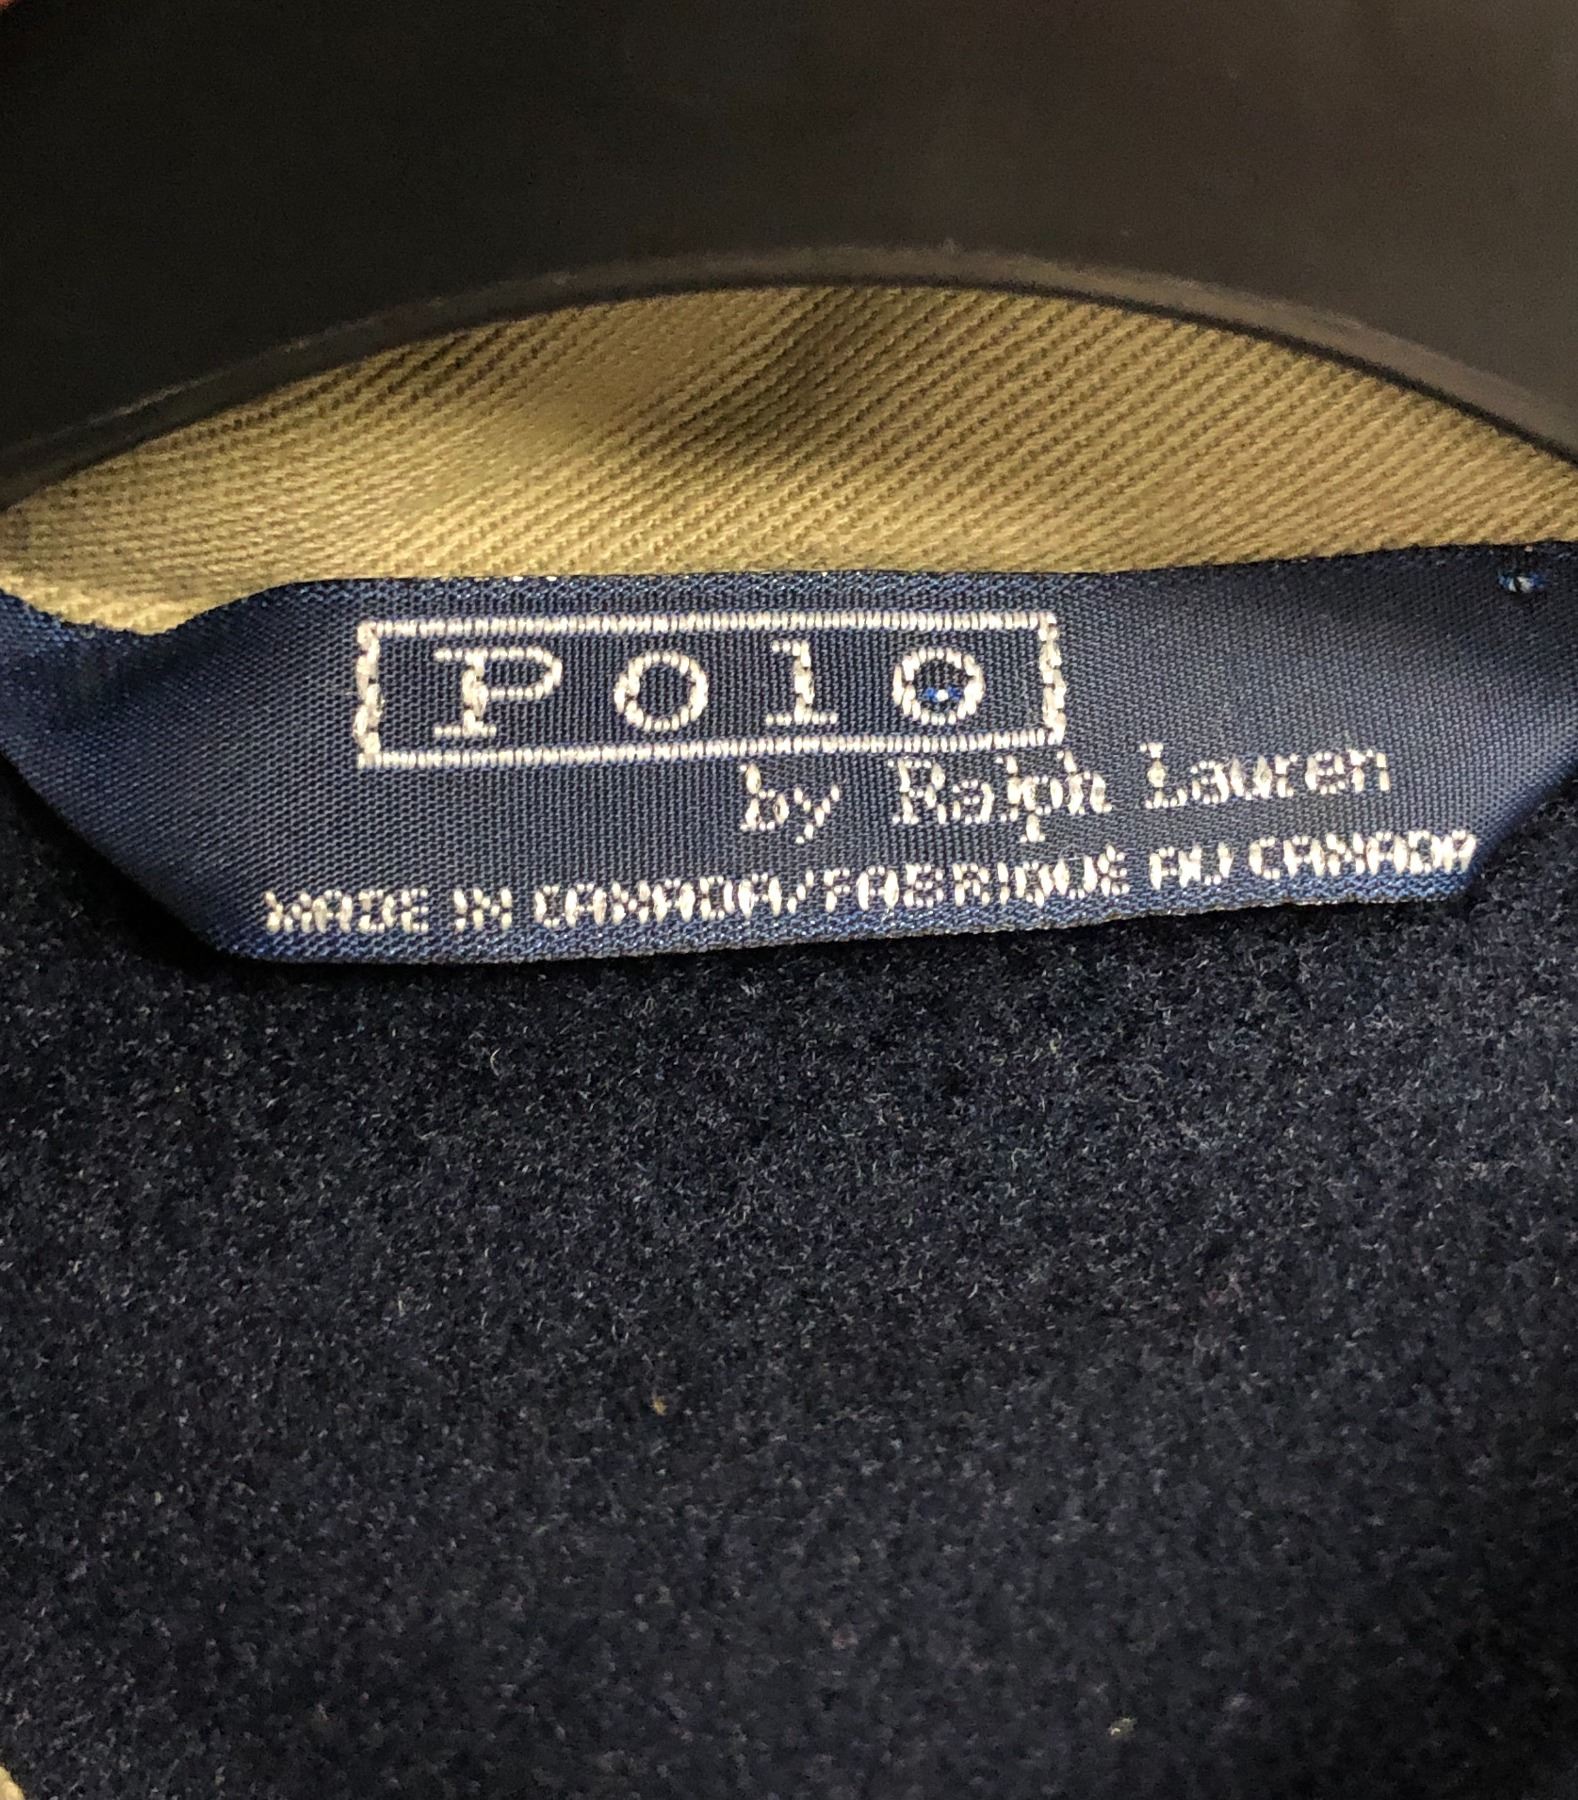 Polo
by Ralph Lauren
MADE IN CANADA/FABRIQUÉ AU CANADA